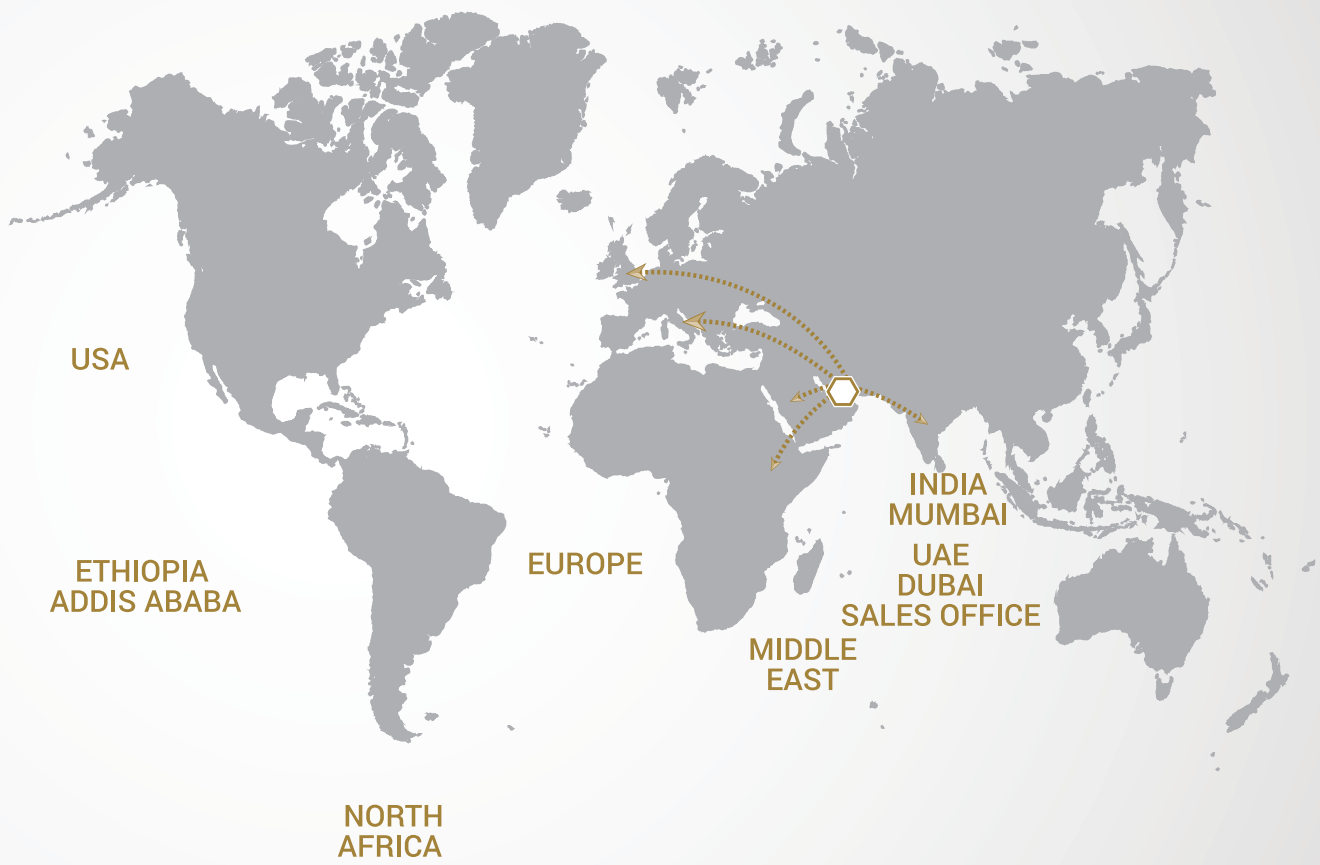 USA
INDIA
MUMBAI
UAE
DUBAI
SALES OFFICE
EUROPE
ETHIOPIA
ADDIS ABABA
MIDDLE
EAST
NORTH
AFRICA